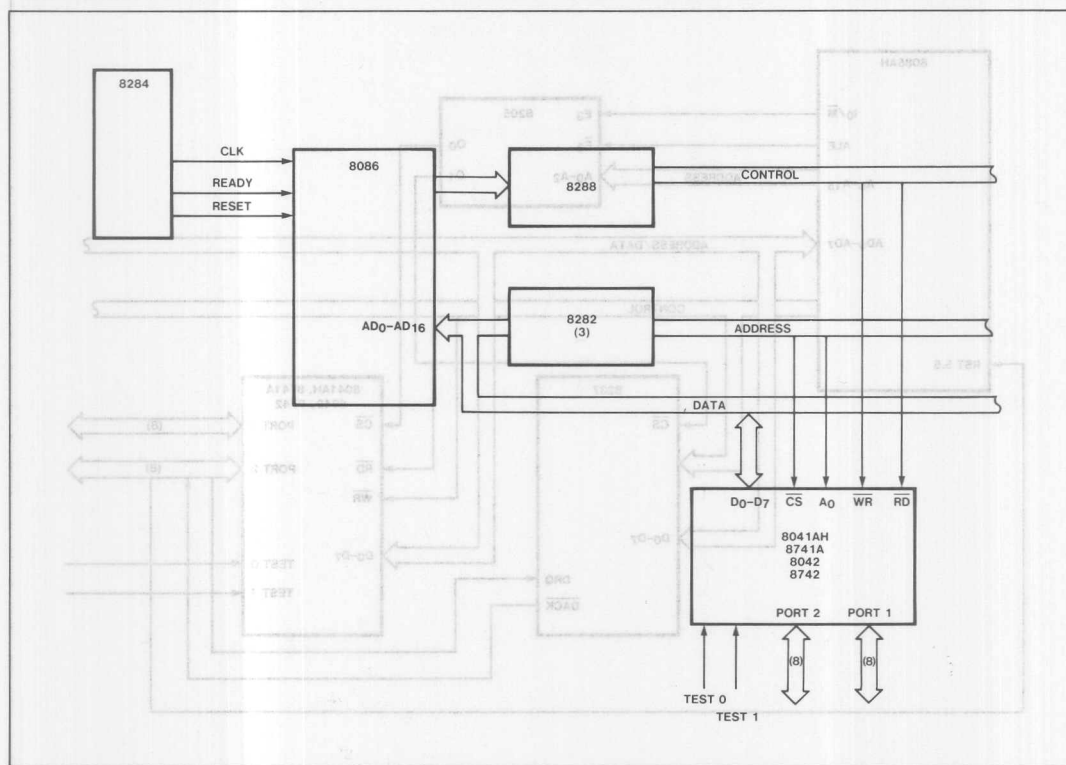 8284
CLK
READY
RESET
8086
AD0-AD16
8288
CONTROL
8282
(3)
ADDRESS
DATA
D0-D7 CS A0 WR RD
8041AH
8741A
8042
8742
PORT 2 PORT 1
(8) (8)
TEST 0
TEST 1